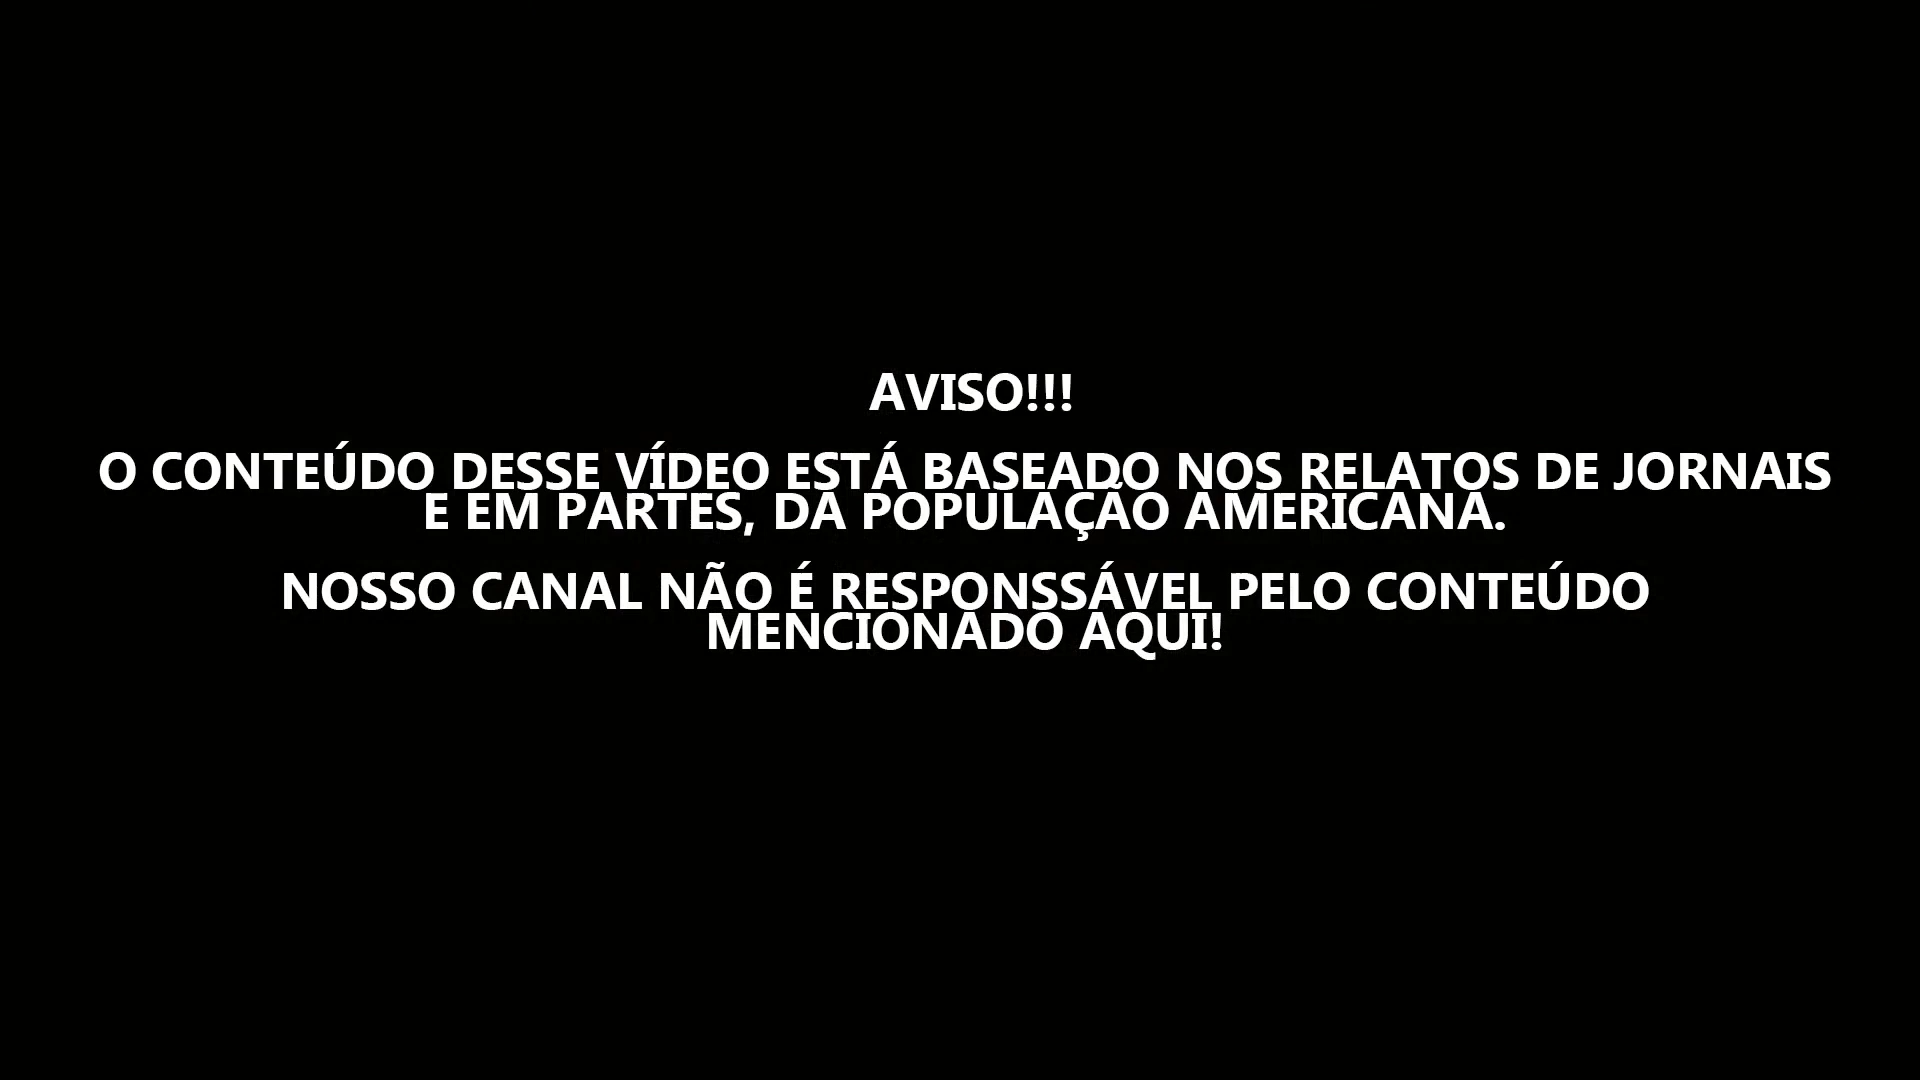 AVISO!!!
O CONTEÚDO DESSE VÍDEO ESTÁ BASEADO NOS RELATOS DE JORNAIS
E EM PARTES, DA POPULAÇÃO AMERICANA.
NOSSO CANAL NÃO É RESPONSSÁVEL PELO CONTEÚDO
MENCIONADO AQUI!